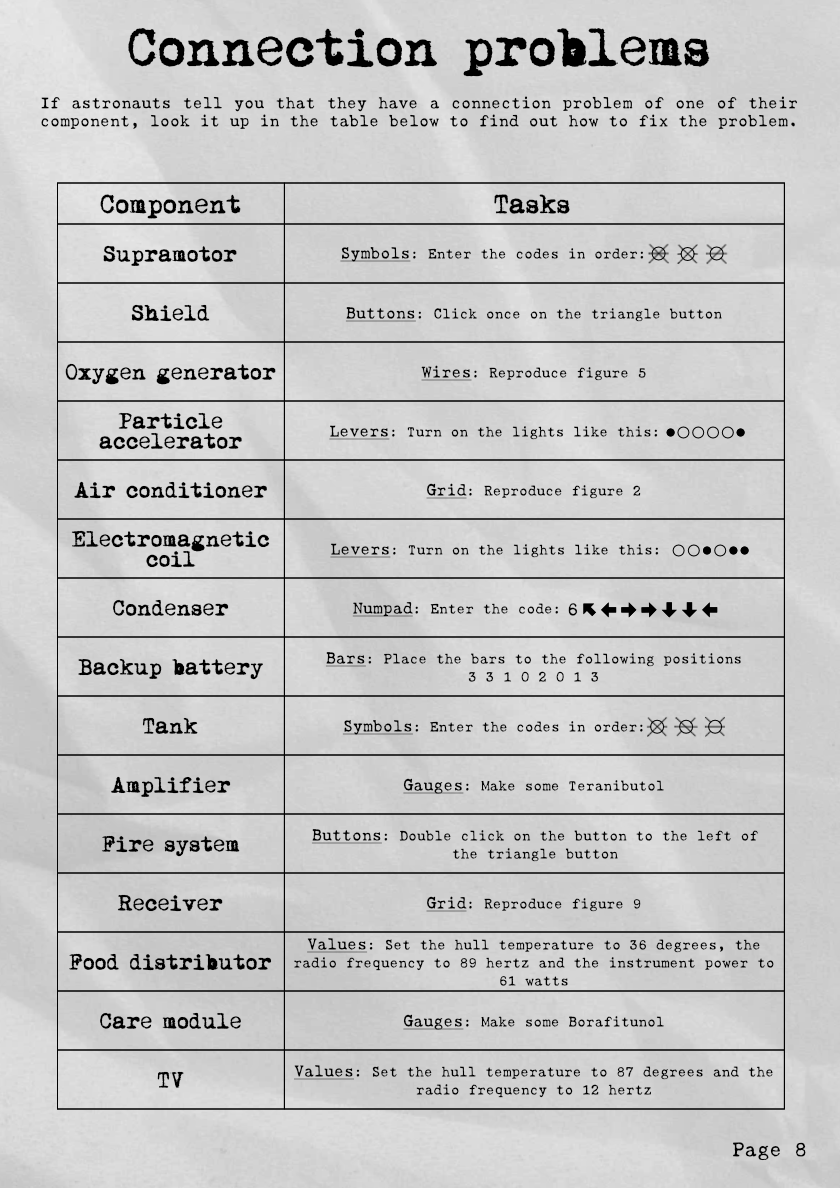 Connection problems
If astronauts tell you that they have a connection problem of one of their
component, look it up in the table below to find out how to fix the problem.
Component
Tasks
Supramotor
Symbols: Enter the codes in order:
Shield
Buttons: Click once on the triangle button
Oxygen generator
Wires: Reproduce figure 5
Particle
accelerator
Levers: Turn on the lights like this: ●○○○○●
Air conditioner
Grid: Reproduce figure 2
Electromagnetic
coil
Levers: Turn on the lights like this: ○○●○●●
Condenser
Numpad: Enter the code: 6 ↖ ← → → ↓ ↓ ←
Backup battery
Bars: Place the bars to the following positions
3 3 1 0 2 0 1 3
Tank
Symbols: Enter the codes in order:
Amplifier
Gauges: Make some Teranibutol
Fire system
Buttons: Double click on the button to the left of
the triangle button
Receiver
Grid: Reproduce figure 9
Food distributor
Values: Set the hull temperature to 36 degrees, the
radio frequency to 89 hertz and the instrument power to
61 watts
Care module
Gauges: Make some Borafitunol
TV
Values: Set the hull temperature to 87 degrees and the
radio frequency to 12 hertz
Page 8